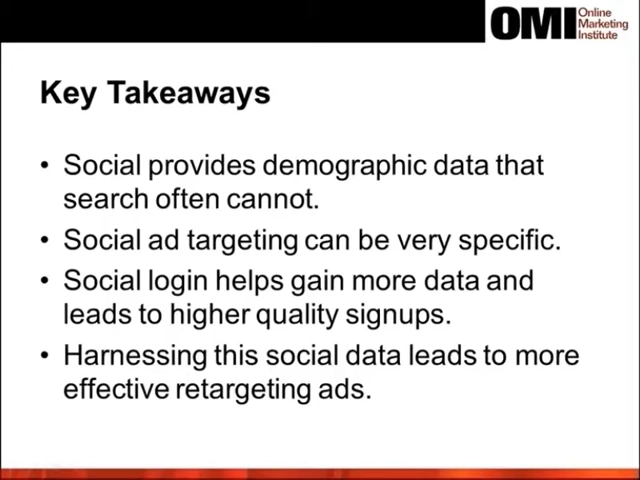 OMI Online
Marketing
Institute
Key Takeaways
• Social provides demographic data that
search often cannot.
• Social ad targeting can be very specific.
• Social login helps gain more data and
leads to higher quality signups.
• Harnessing this social data leads to more
effective retargeting ads.